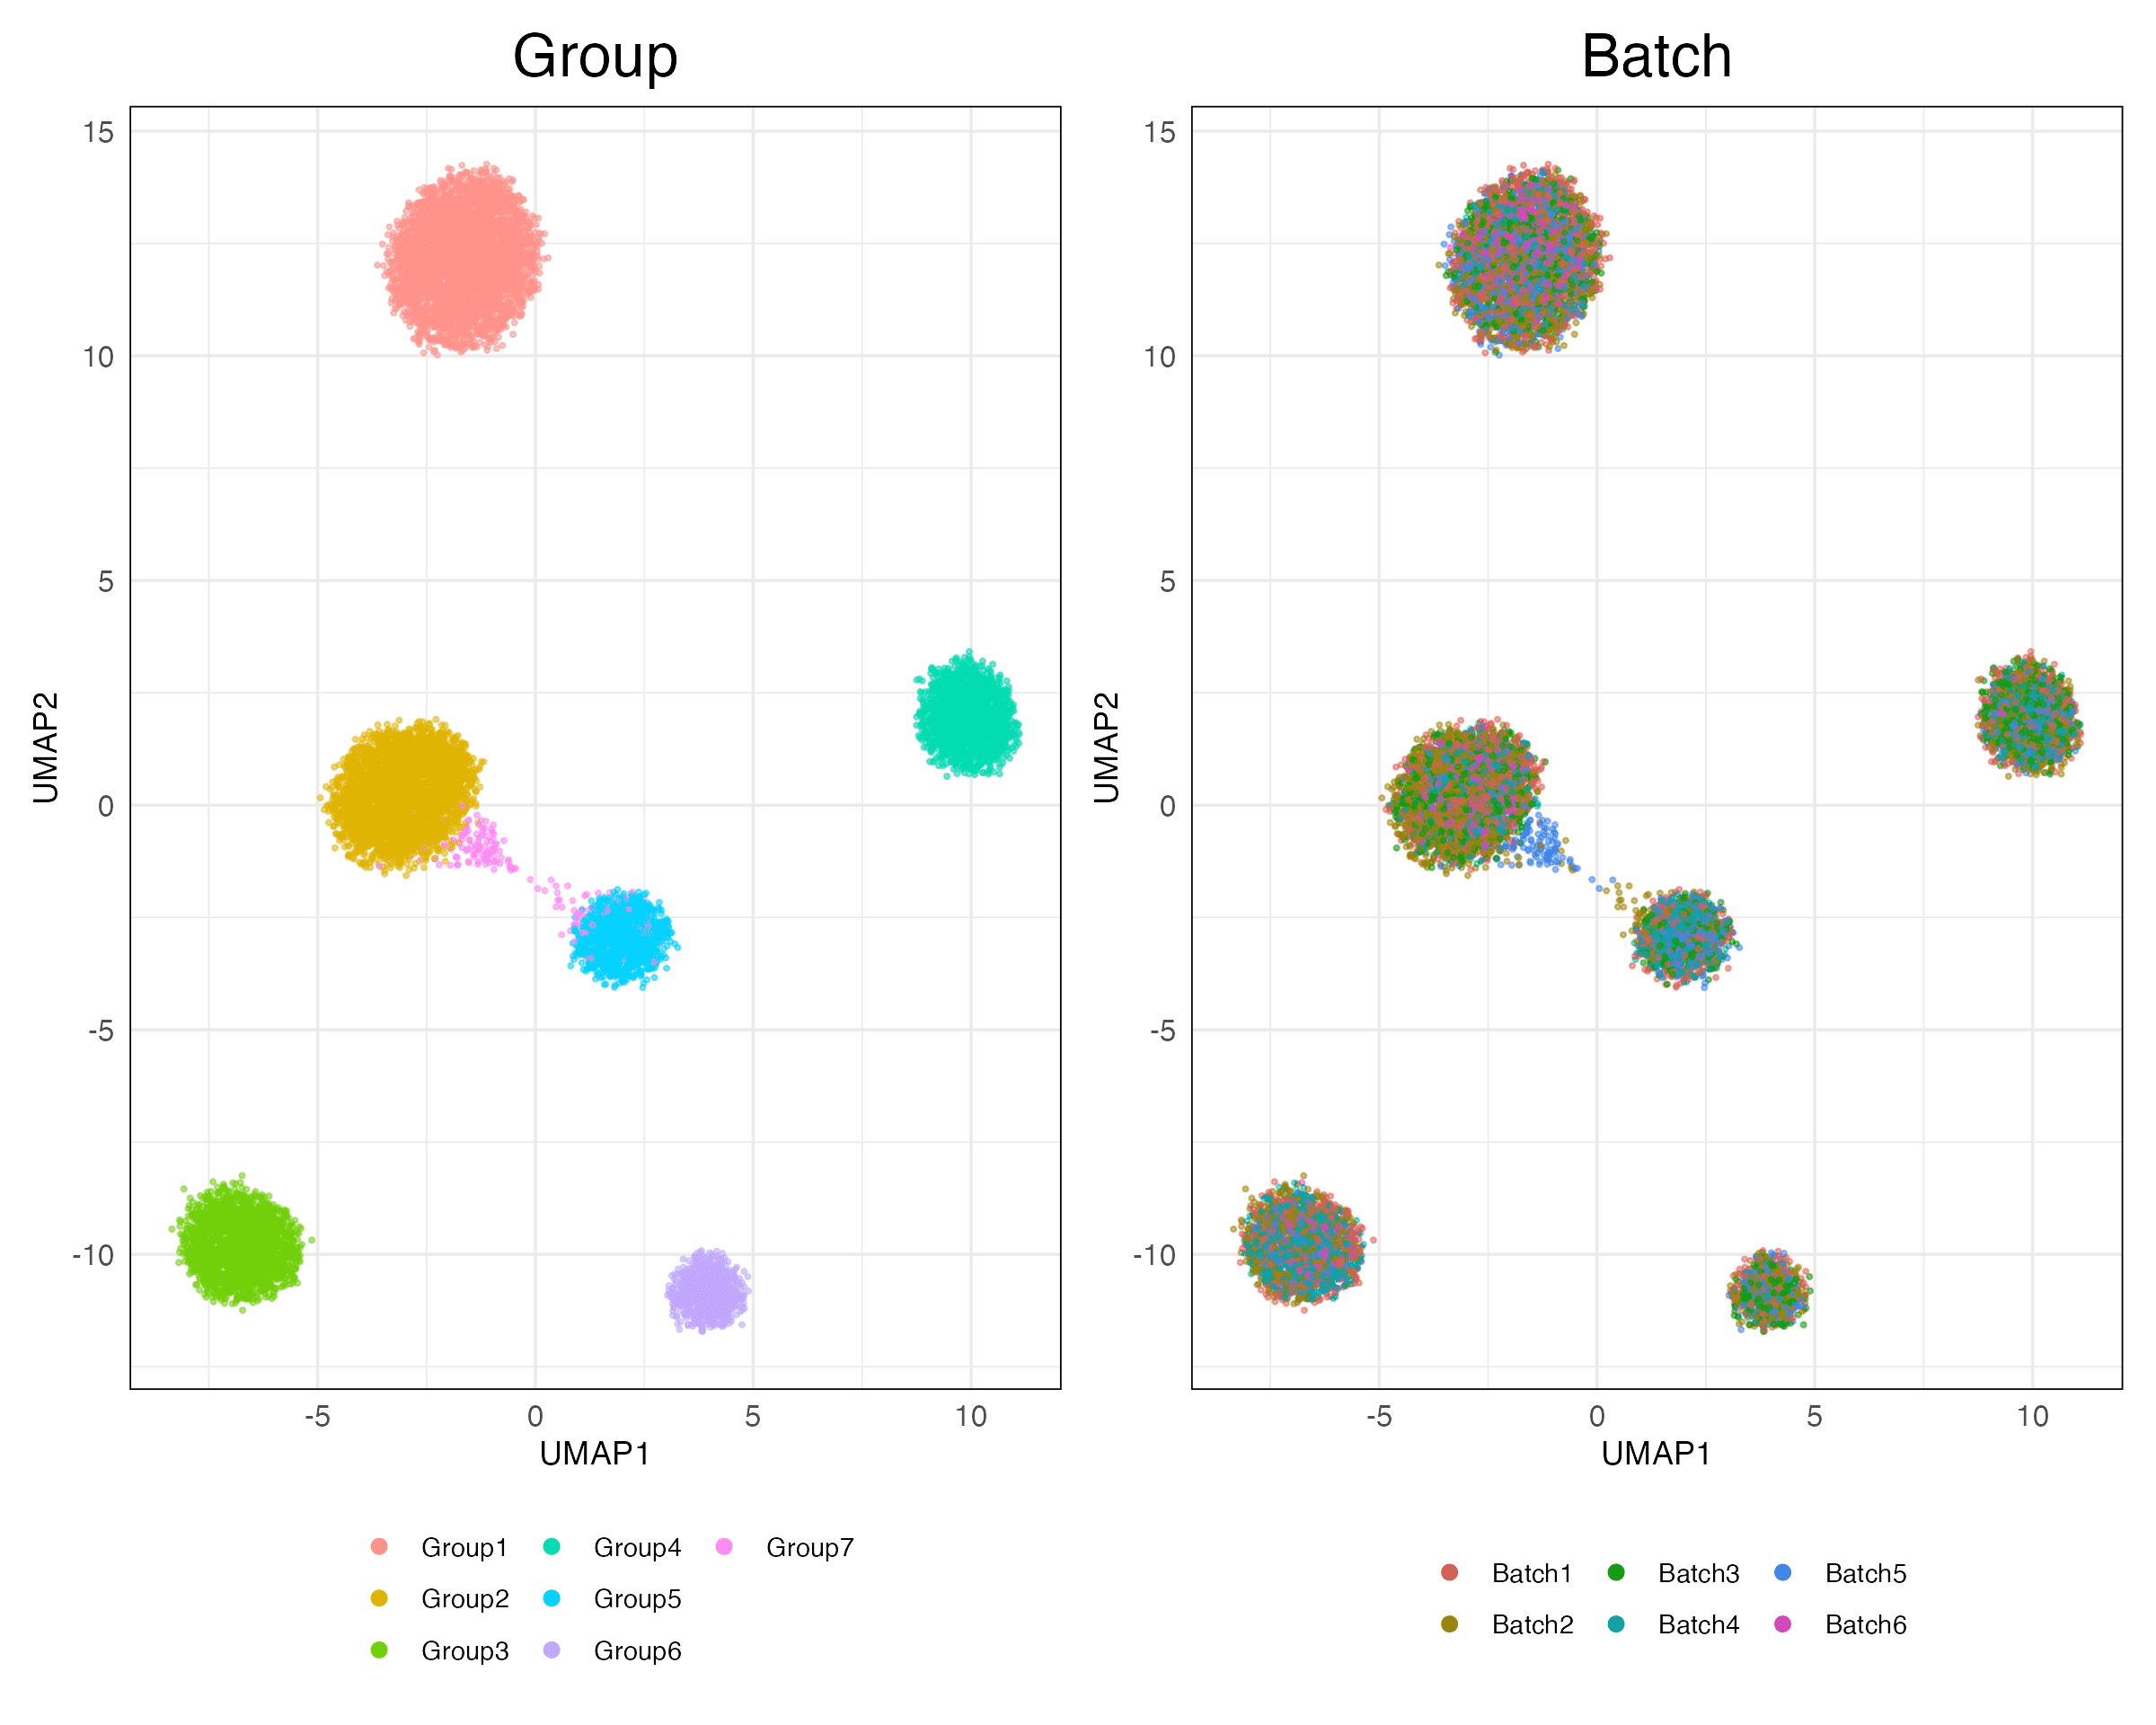 Group
Batch
15
10
5
0
-5
-10
UMAP2
-5 0 5 10
UMAP1
15
10
5
0
-5
-10
UMAP2
-5 0 5 10
UMAP1
Group1 Group4 Group7
Group2 Group5
Group3 Group6
Batch1 Batch3 Batch5
Batch2 Batch4 Batch6